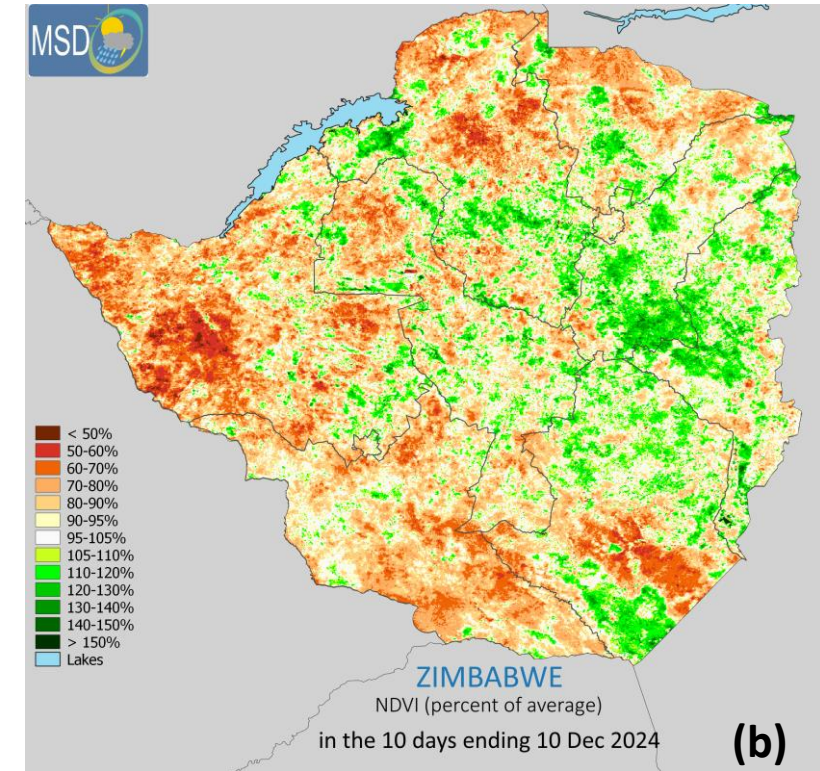 MSD
< 50%
50-60%
60-70%
70-80%
80-90%
90-95%
95-105%
105-110%
110-120%
120-130%
130-140%
140-150%
> 150%
Lakes
ZIMBABWE
NDVI (percent of average)
in the 10 days ending 10 Dec 2024
(b)